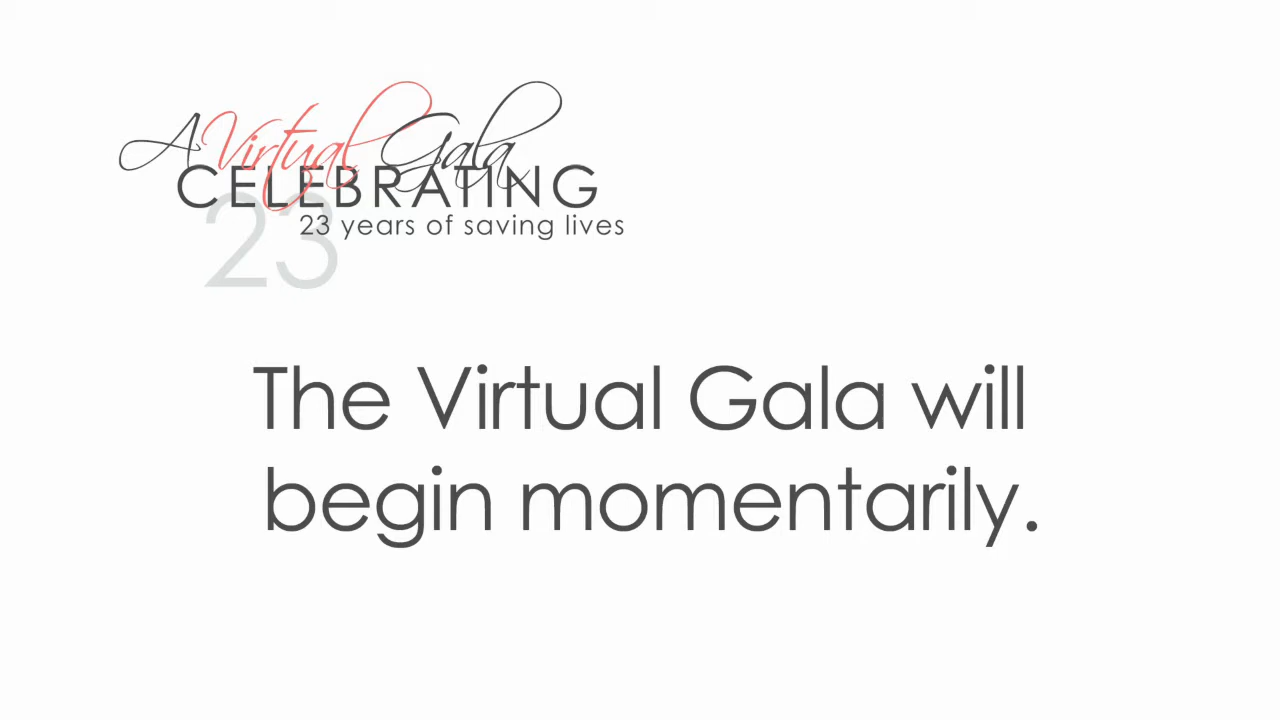 A Virtual Gala
CELEBRATING
23
23 years of saving lives
The Virtual Gala will
begin momentarily.